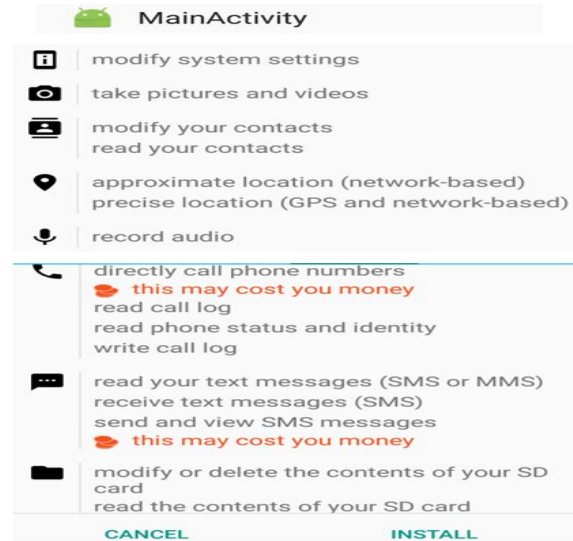 MainActivity
modify system settings
take pictures and videos
modify your contacts
read your contacts
approximate location (network-based)
precise location (GPS and network-based)
record audio
directly call phone numbers
this may cost you money
read call log
read phone status and identity
write call log
read your text messages (SMS or MMS)
receive text messages (SMS)
send and view SMS messages
this may cost you money
modify or delete the contents of your SD
card
read the contents of your SD card
CANCEL INSTALL